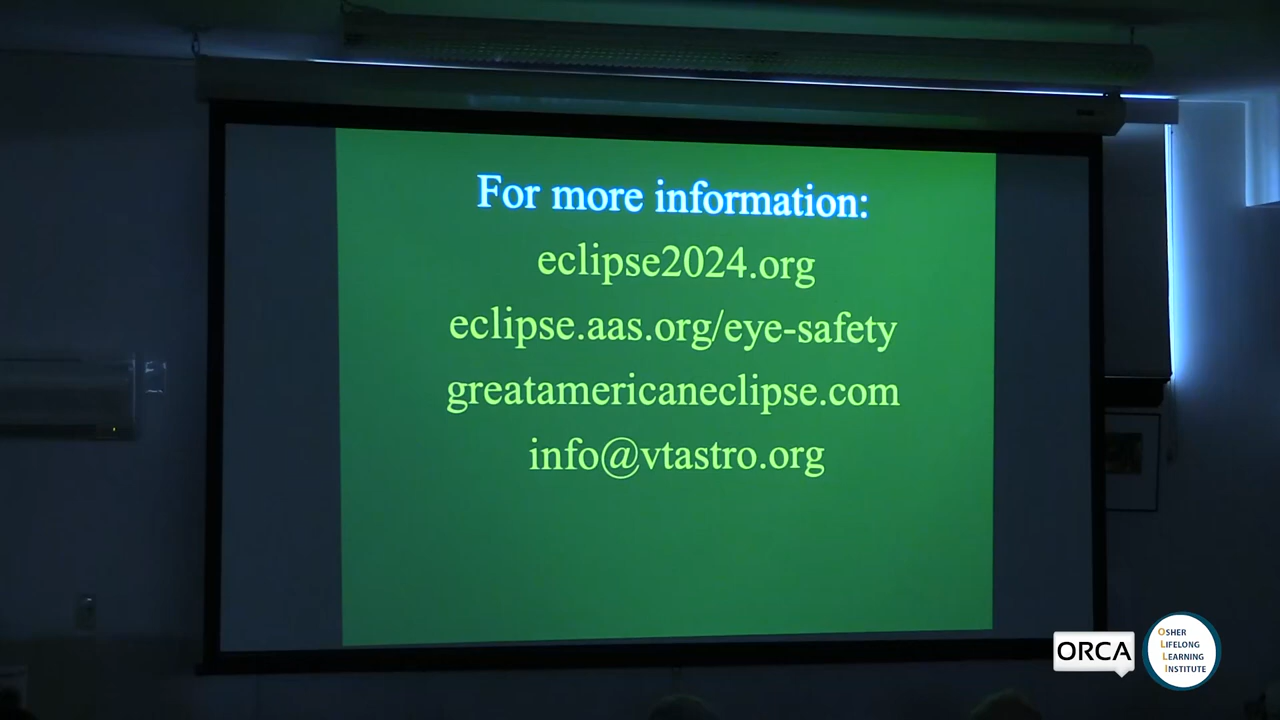 For more information:
eclipse2024.org
eclipse.aas.org/eye-safety
greatamericaneclipse.com
info@vtastro.org
ORCA
OSHER
LIFELONG
LEARNING
INSTITUTE